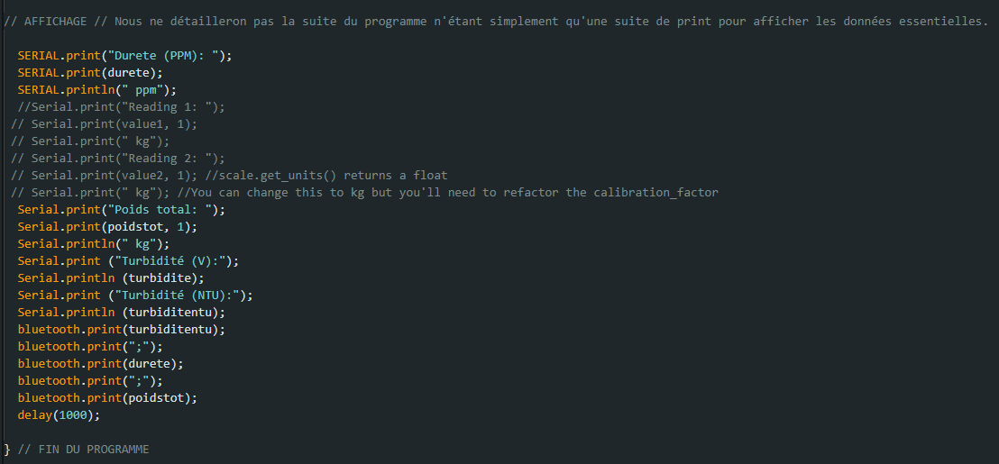 // AFFICHAGE // Nous ne détailleron pas la suite du programme n'étant simplement qu'une suite de print pour afficher les données essentielles.
SERIAL.print("Durete (PPM): ");
SERIAL.print(durete);
SERIAL.println(" ppm");
//Serial.print("Reading 1: ");
// Serial.print(value1, 1);
// Serial.print(" kg");
// Serial.print("Reading 2: ");
// Serial.print(value2, 1); //scale.get_units() returns a float
// Serial.print(" kg"); //You can change this to kg but you'll need to refactor the calibration_factor
Serial.print("Poids total: ");
Serial.print(poidstot, 1);
Serial.println(" kg");
Serial.print ("Turbidité (V):");
Serial.println (turbidite);
Serial.print ("Turbidité (NTU):");
Serial.println (turbiditentu);
bluetooth.print(turbiditentu);
bluetooth.print(";");
bluetooth.print(durete);
bluetooth.print(";");
bluetooth.print(poidstot);
delay(1000);
} // FIN DU PROGRAMME